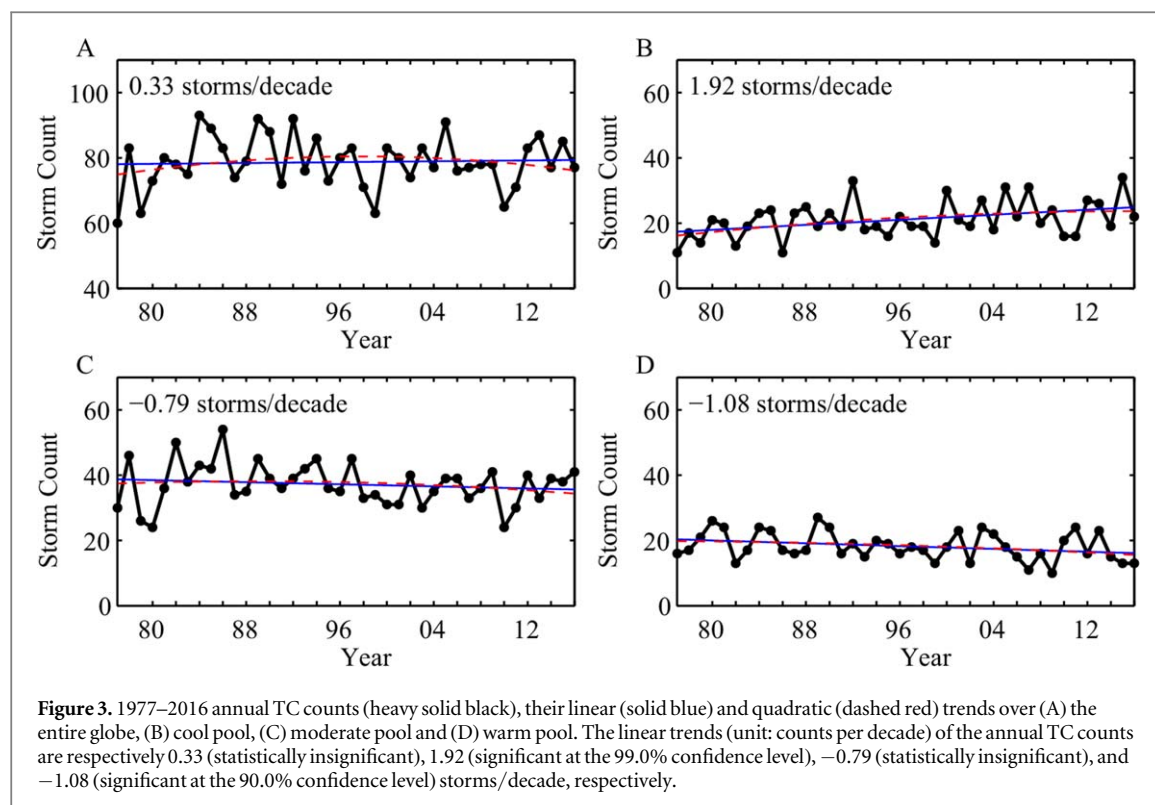 A
0.33 storms/decade
100
80
60
40
Storm Count
80 88 96 04 12
Year
B
1.92 storms/decade
60
40
20
0
Storm Count
80 88 96 04 12
Year
C
−0.79 storms/decade
60
40
20
0
Storm Count
80 88 96 04 12
Year
D
−1.08 storms/decade
60
40
20
0
Storm Count
80 88 96 04 12
Year
Figure 3. 1977–2016 annual TC counts (heavy solid black), their linear (solid blue) and quadratic (dashed red) trends over (A) the
entire globe, (B) cool pool, (C) moderate pool and (D) warm pool. The linear trends (unit: counts per decade) of the annual TC counts
are respectively 0.33 (statistically insignificant), 1.92 (significant at the 99.0% confidence level), −0.79 (statistically insignificant), and
−1.08 (significant at the 90.0% confidence level) storms/decade, respectively.